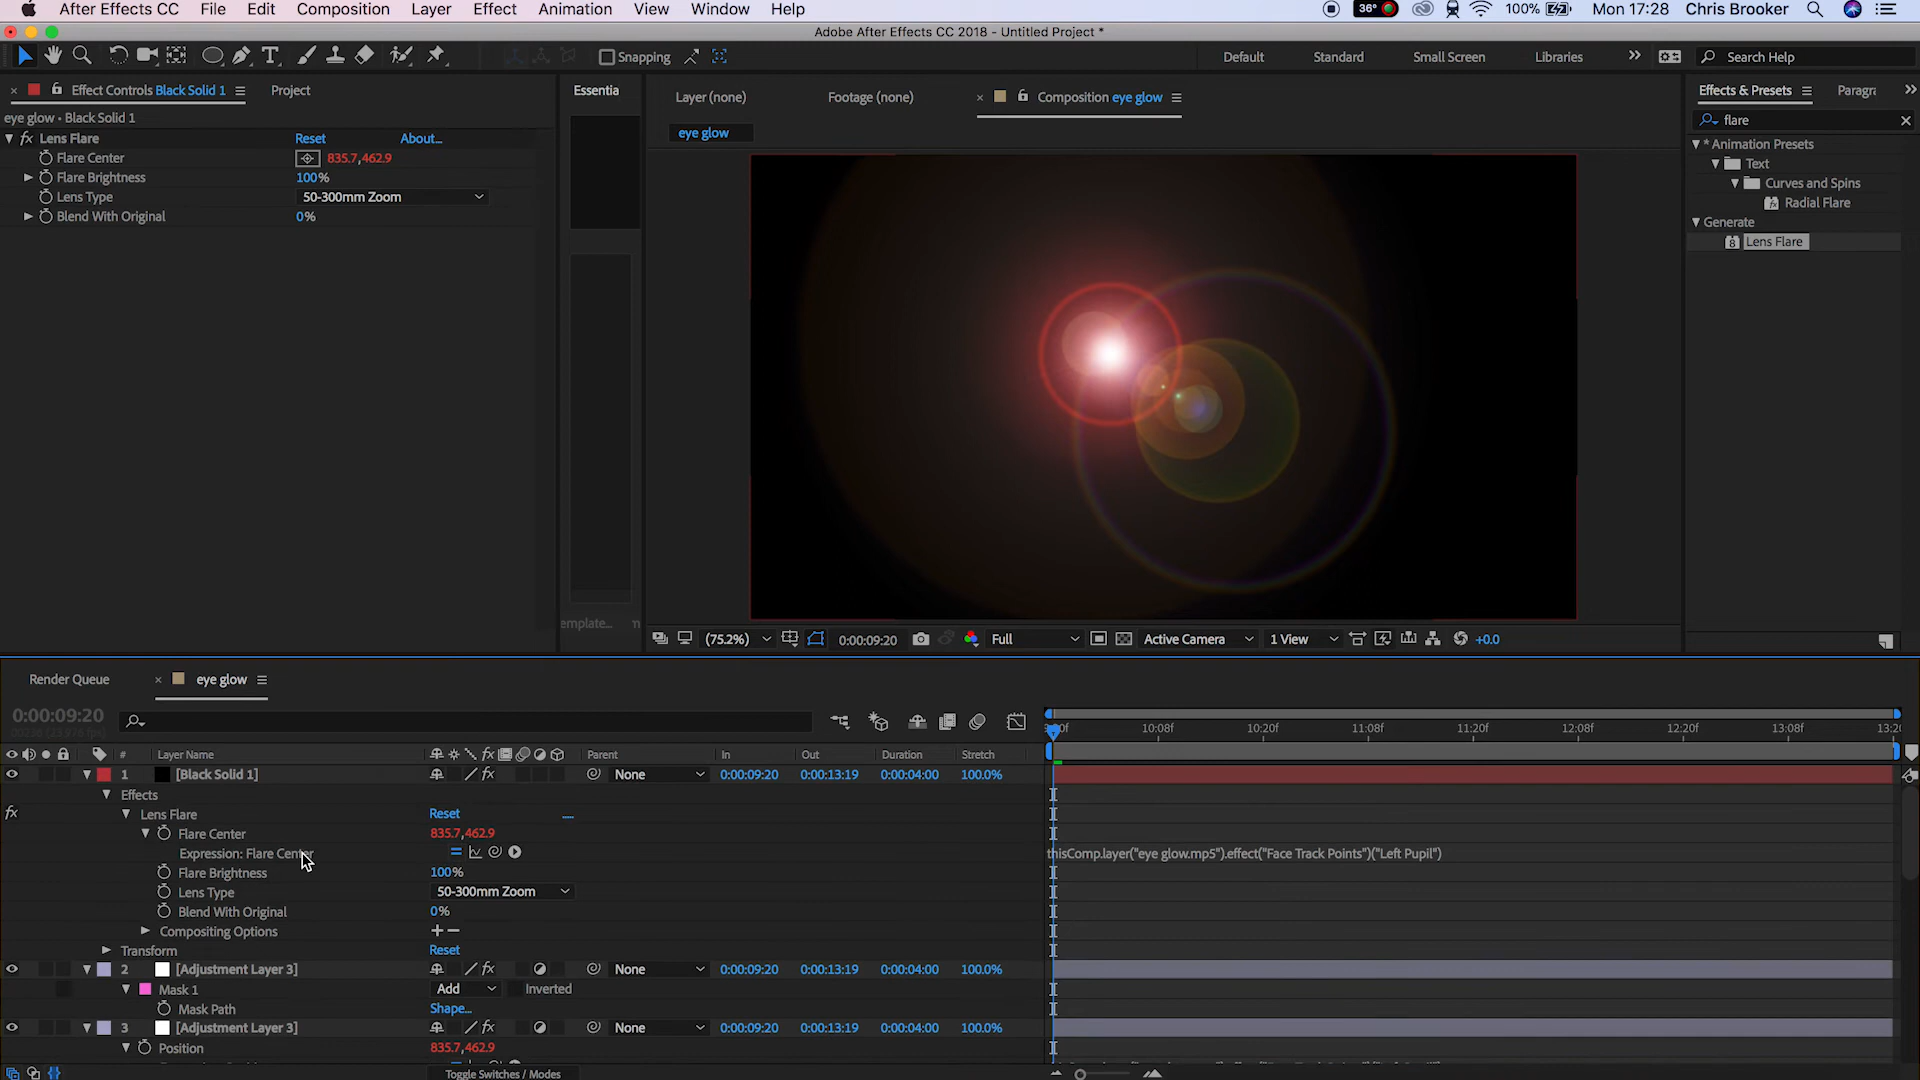 After Effects CC File Edit Composition Layer Effect Animation View Window Help 36° 100% Mon 17:28 Chris Brooker
Adobe After Effects CC 2018 - Untitled Project *
Snapping Default Standard Small Screen Libraries Search Help
Effect Controls Black Solid 1 Project
eye glow • Black Solid 1
Lens Flare Reset About...
Flare Center 835.7,462.9
Flare Brightness 100%
Lens Type 50-300mm Zoom
Blend With Original 0%
Essentia
emplate...
Layer (none) Footage (none) Composition eye glow
eye glow
(75.2%) 0:00:09:20 Full Active Camera 1 View +0.0
Effects & Presets Paragra
flare
* Animation Presets
Text
Curves and Spins
Radial Flare
Generate
Lens Flare
Render Queue eye glow
0:00:09:20
10:08f 10:20f 11:08f 11:20f 12:08f 12:20f 13:08f
# Layer Name Parent In Out Duration Stretch
1 [Black Solid 1] None 0:00:09:20 0:00:13:19 0:00:04:00 100.0%
Effects
fx Lens Flare Reset
Flare Center 835.7,462.9
Expression: Flare Center thisComp.layer("eye glow.mp5").effect("Face Track Points")("Left Pupil")
Flare Brightness 100%
Lens Type 50-300mm Zoom
Blend With Original 0%
Compositing Options
Transform Reset
2 [Adjustment Layer 3] None 0:00:09:20 0:00:13:19 0:00:04:00 100.0%
Mask 1 Add Inverted
Mask Path Shape...
3 [Adjustment Layer 3] None 0:00:09:20 0:00:13:19 0:00:04:00 100.0%
Position 835.7,462.9
Toggle Switches / Modes